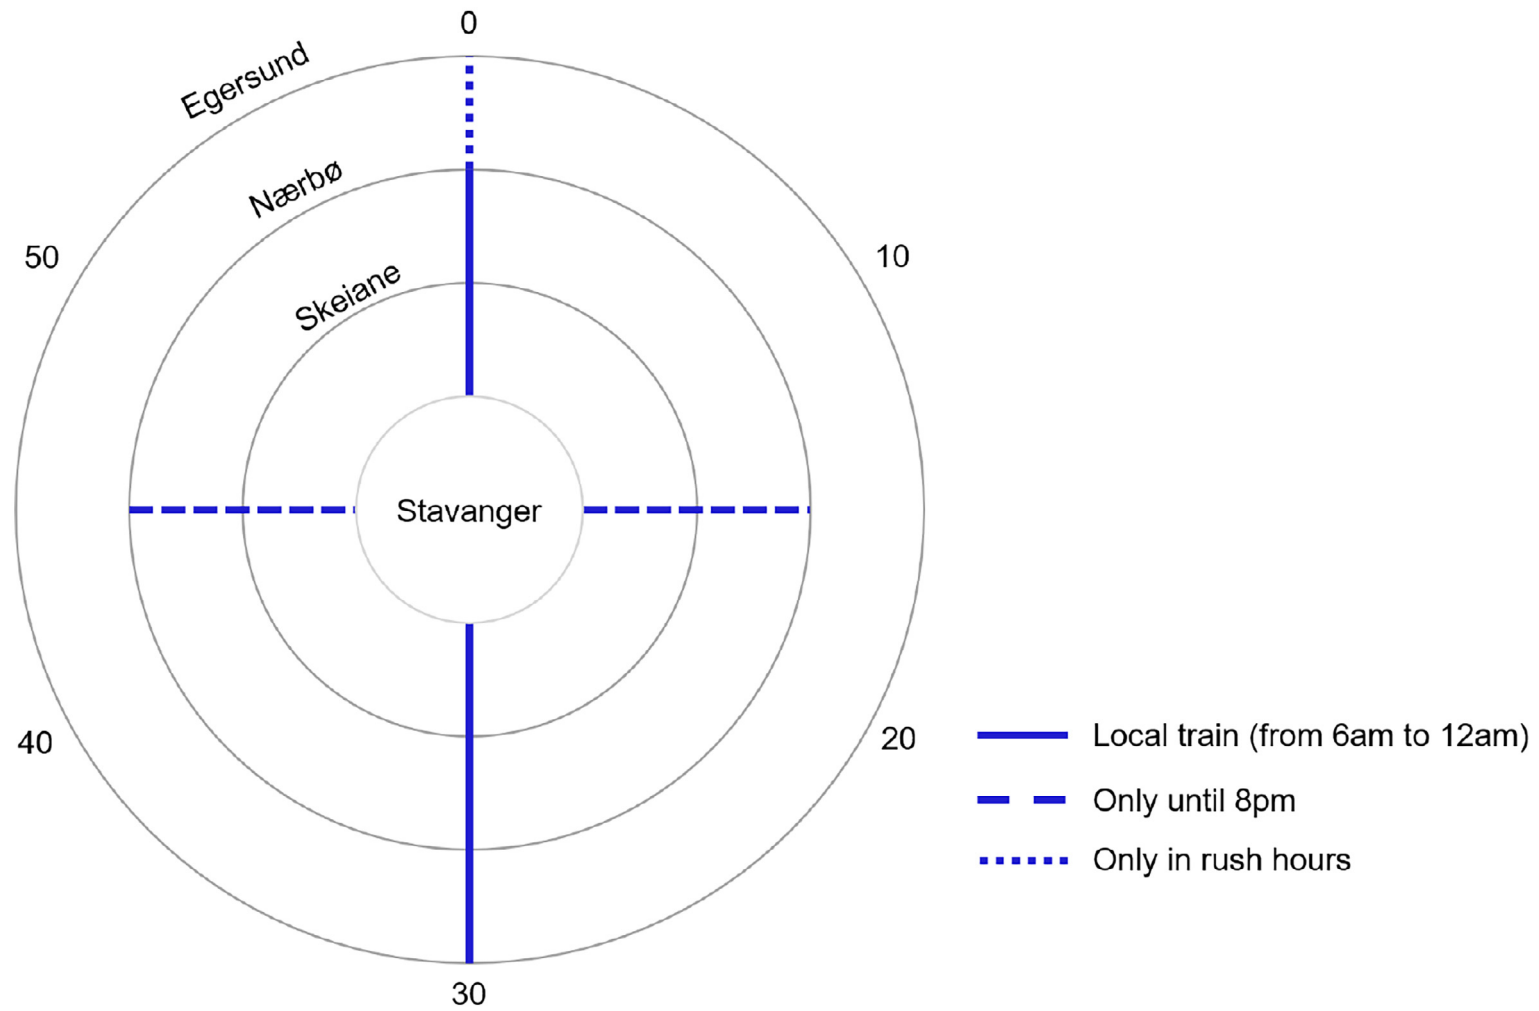 0
Egersund
Nærbø
50
10
Skeiane
Stavanger
40
20
30
Local train (from 6am to 12am)
Only until 8pm
Only in rush hours